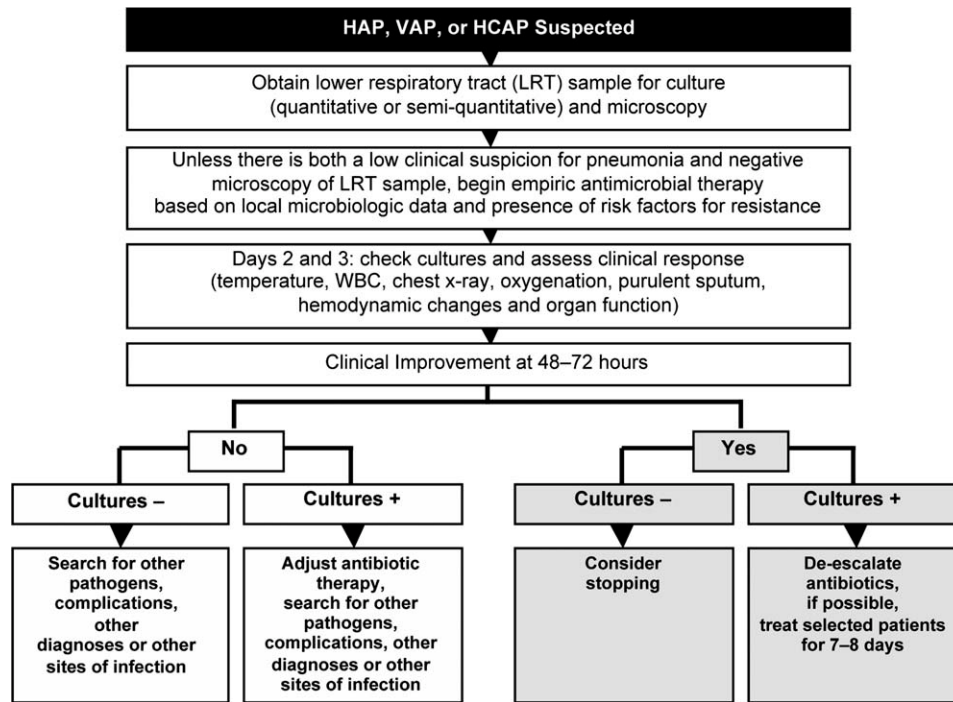 HAP, VAP, or HCAP Suspected
Obtain lower respiratory tract (LRT) sample for culture
(quantitative or semi-quantitative) and microscopy
Unless there is both a low clinical suspicion for pneumonia and negative
microscopy of LRT sample, begin empiric antimicrobial therapy
based on local microbiologic data and presence of risk factors for resistance
Days 2 and 3: check cultures and assess clinical response
(temperature, WBC, chest x-ray, oxygenation, purulent sputum,
hemodynamic changes and organ function)
Clinical Improvement at 48–72 hours
No
Yes
Cultures –
Cultures +
Cultures –
Cultures +
Search for other
pathogens,
complications,
other
diagnoses or other
sites of infection
Adjust antibiotic
therapy,
search for other
pathogens,
complications, other
diagnoses or other
sites of infection
Consider
stopping
De-escalate
antibiotics,
if possible,
treat selected patients
for 7–8 days